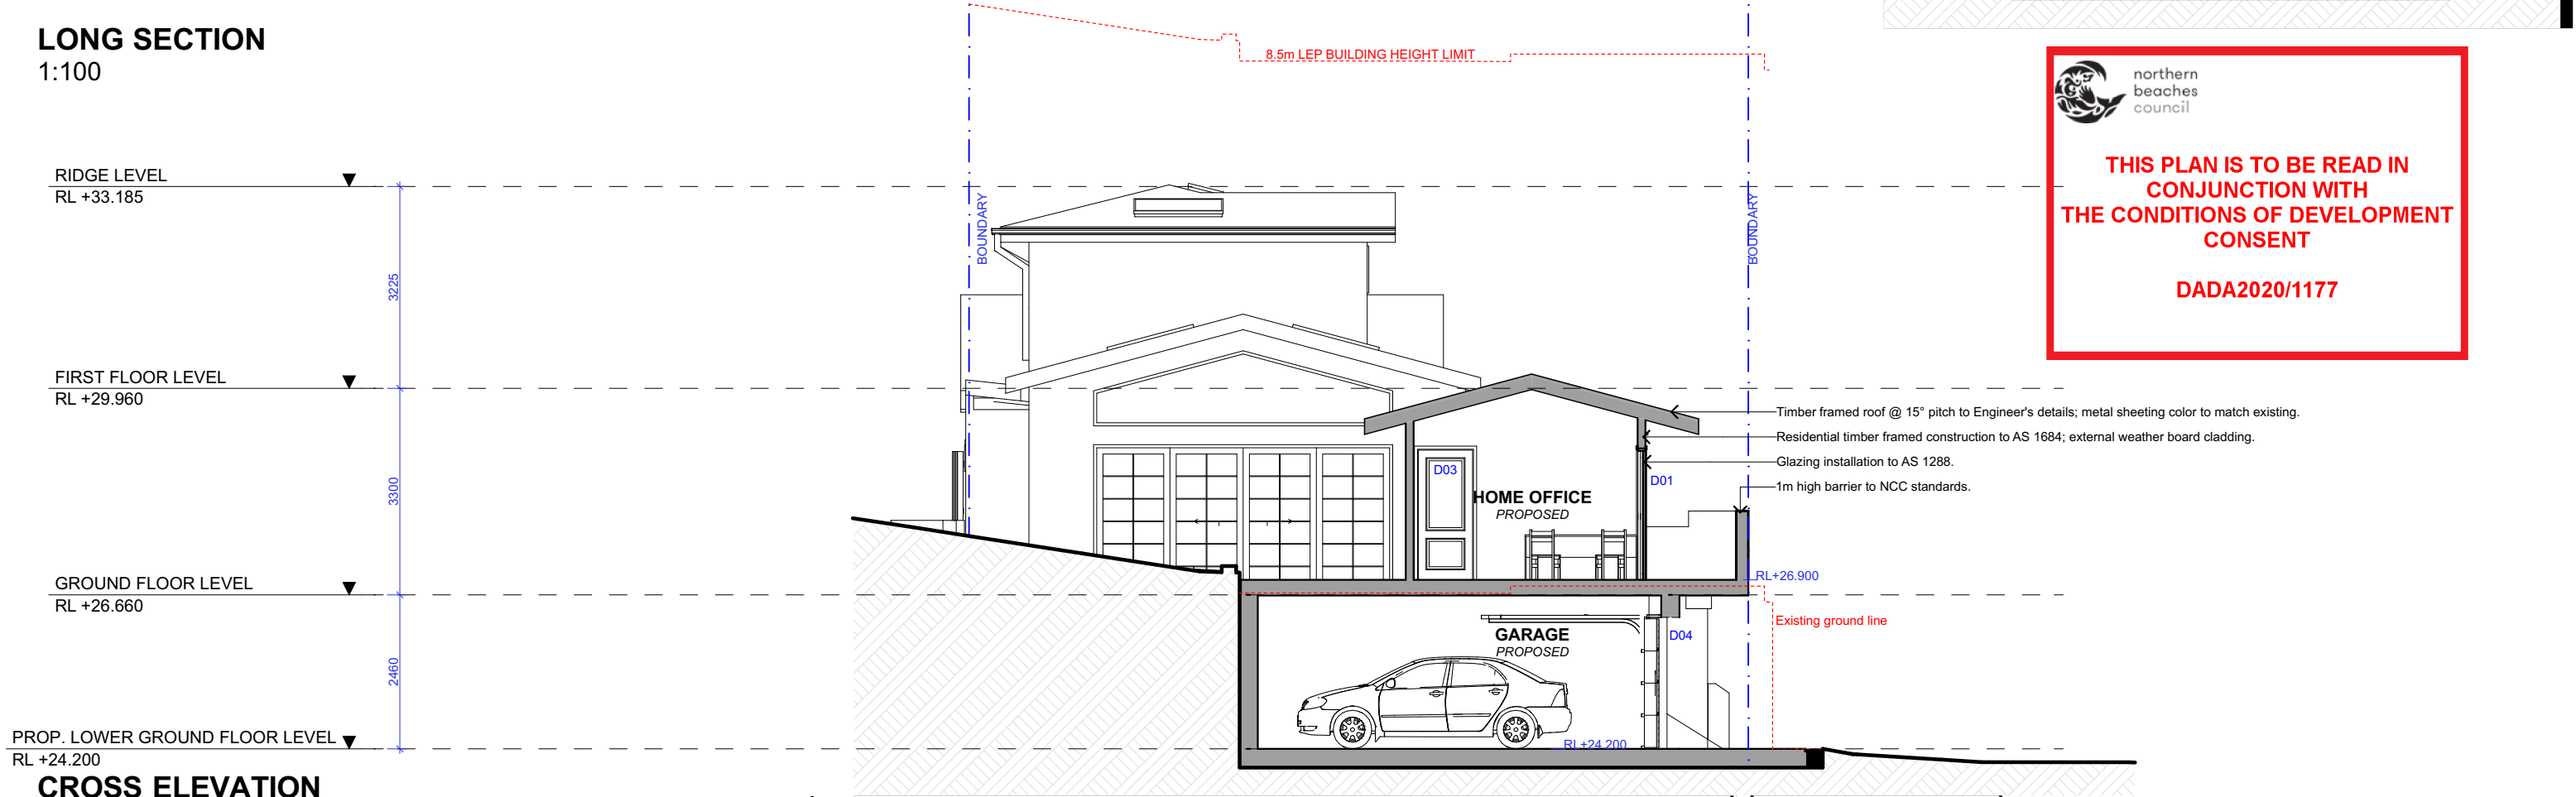 LONG SECTION
1:100
8.5m LEP BUILDING HEIGHT LIMIT
northern
beaches
council
THIS PLAN IS TO BE READ IN
CONJUNCTION WITH
THE CONDITIONS OF DEVELOPMENT
CONSENT
DADA2020/1177
RIDGE LEVEL
RL +33.185
BOUNDARY
BOUNDARY
3225
FIRST FLOOR LEVEL
RL +29.960
Timber framed roof @ 15° pitch to Engineer's details; metal sheeting color to match existing.
Residential timber framed construction to AS 1684; external weather board cladding.
Glazing installation to AS 1288.
1m high barrier to NCC standards.
D03
D01
HOME OFFICE
PROPOSED
3300
GROUND FLOOR LEVEL
RL +26.660
RL+26.900
Existing ground line
GARAGE
PROPOSED
D04
2460
PROP. LOWER GROUND FLOOR LEVEL
RL +24.200
RL+24.200
CROSS ELEVATION